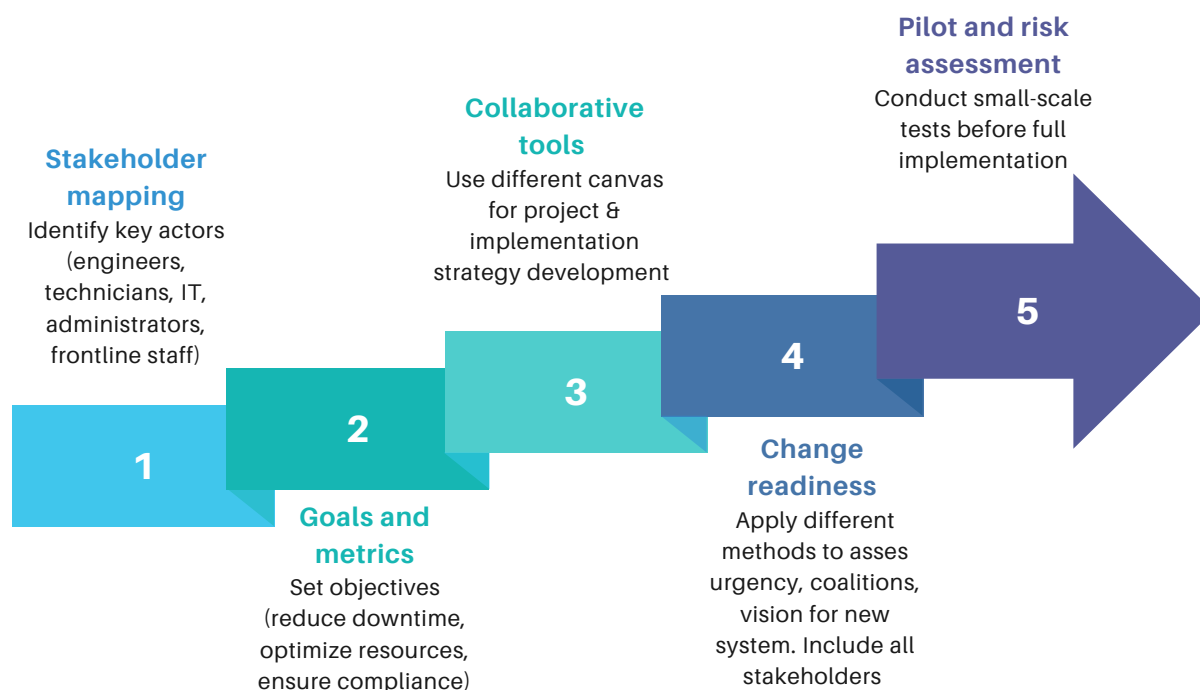 1
Stakeholder
mapping
Identify key actors
(engineers,
technicians, IT,
administrators,
frontline staff)
2
Goals and
metrics
Set objectives
(reduce downtime,
optimize resources,
ensure compliance)
3
Collaborative
tools
Use different canvas
for project &
implementation
strategy development
4
Change
readiness
Apply different
methods to asses
urgency, coalitions,
vision for new
system. Include all
stakeholders
5
Pilot and risk
assessment
Conduct small-scale
tests before full
implementation